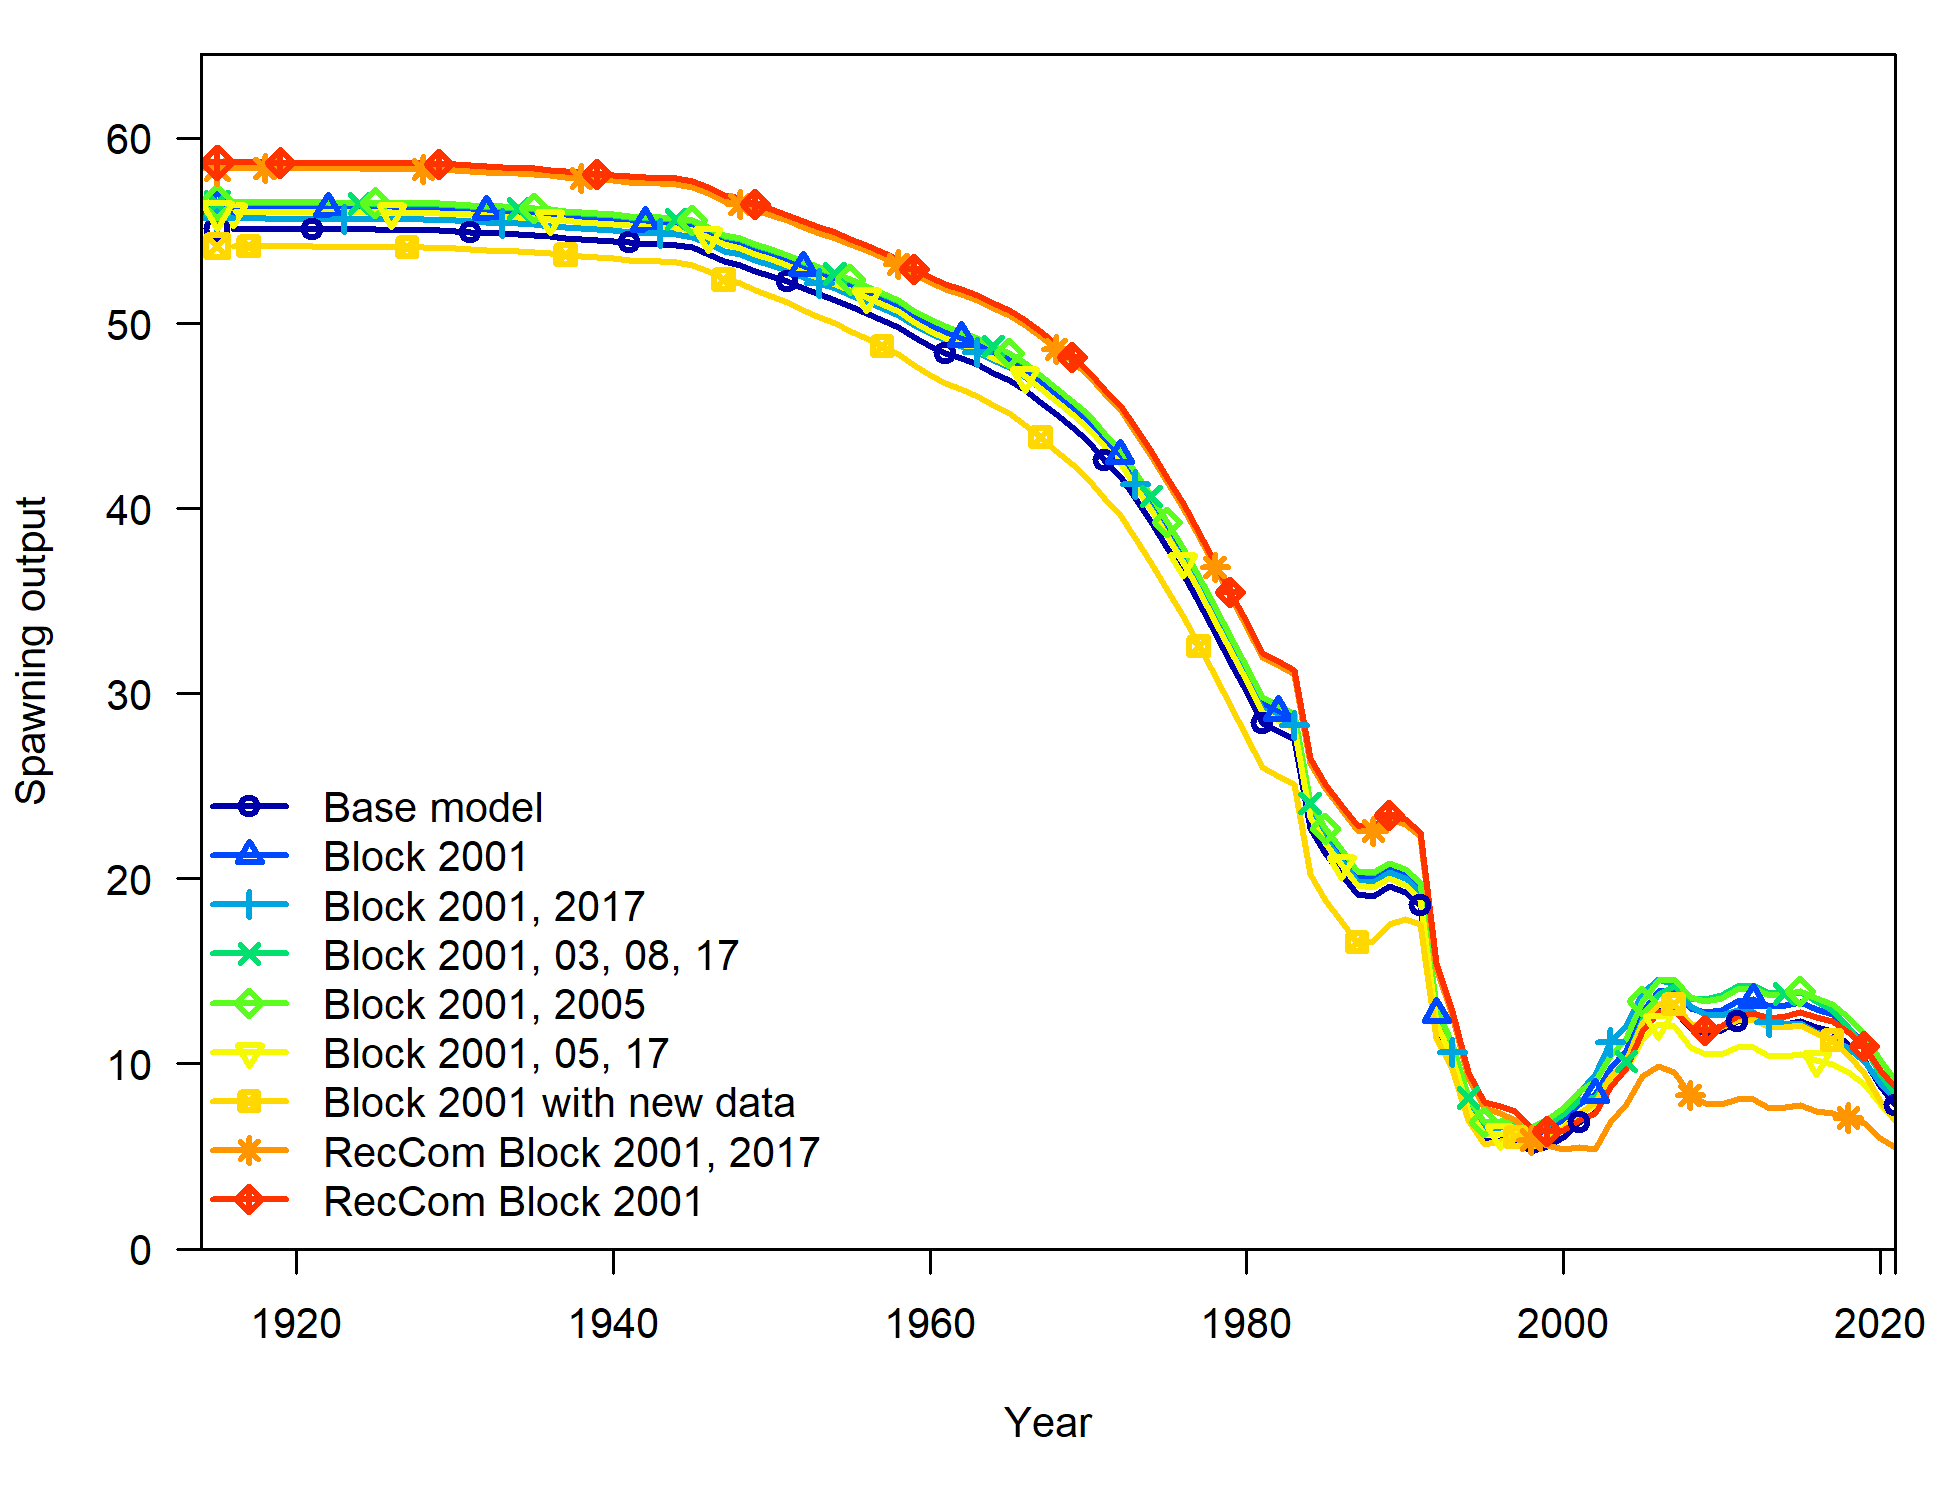 60
50
40
30
20
10
0
Spawning output
Base model
Block 2001
Block 2001, 2017
Block 2001, 03, 08, 17
Block 2001, 2005
Block 2001, 05, 17
Block 2001 with new data
RecCom Block 2001, 2017
RecCom Block 2001
1920 1940 1960 1980 2000 2020
Year